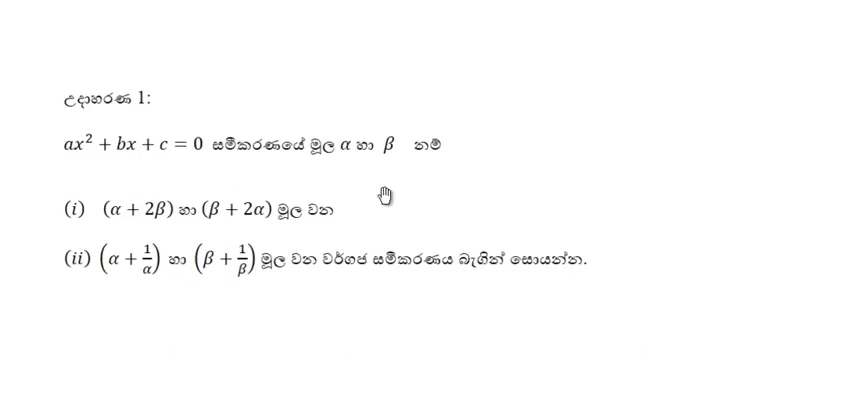 උදාහරණ 1:
ax² + bx + c = 0 සමීකරණයේ මූල α හා β නම්
(i) (α + 2β) හා (β + 2α) මූල වන
(ii) (α + 1/α) හා (β + 1/β) මූල වන වර්ගජ සමීකරණය බැගින් සොයන්න.